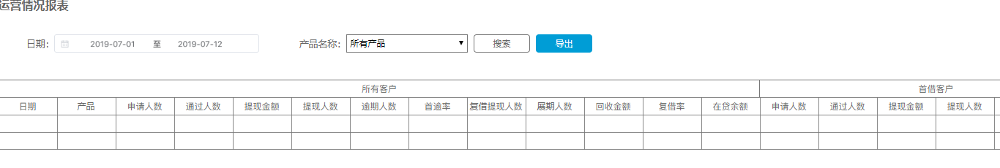 运营情况报表
日期: 2019-07-01 至 2019-07-12 产品名称: 所有产品 搜索 导出
所有客户 首借客户
日期 产品 申请人数 通过人数 提现金额 提现人数 逾期人数 首逾率 复借提现人数 展期人数 回收金额 复借率 在贷余额 申请人数 通过人数 提现金额 提现人数